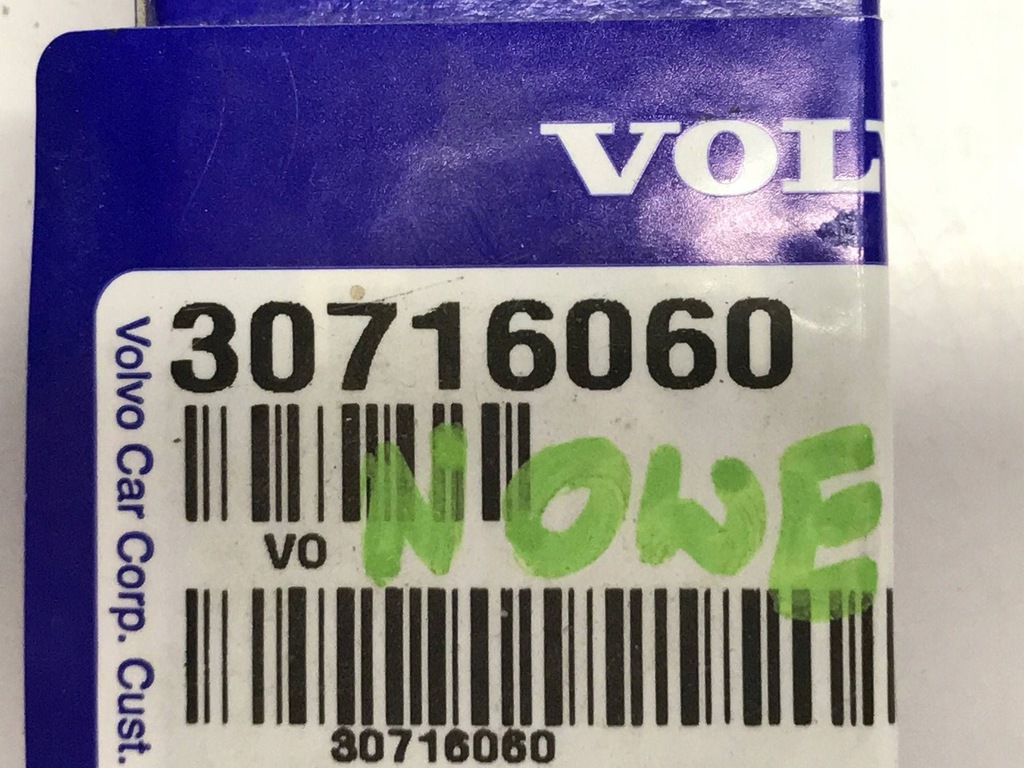 VOL
30716060
NOWE
VO
30716060
Volvo Car Corp. Cust.